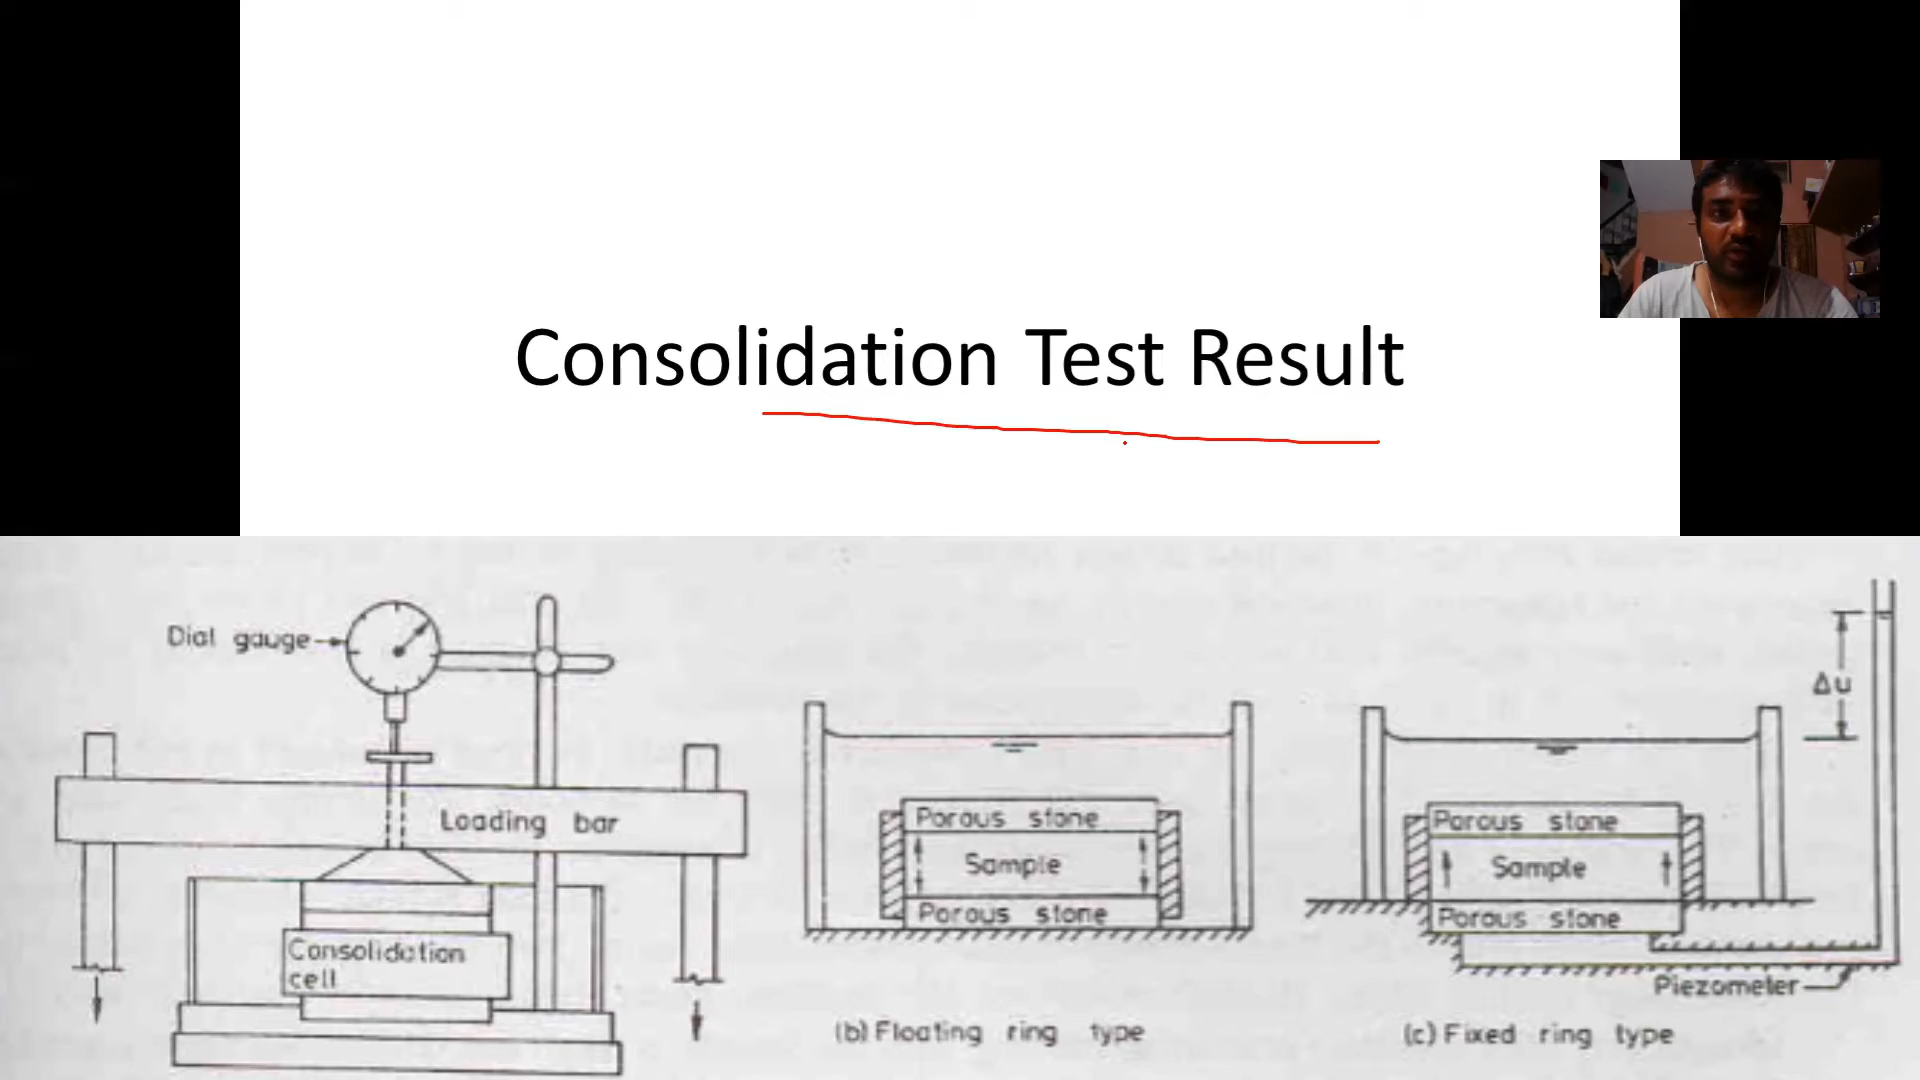 Consolidation Test Result
Dial gauge
Loading bar
Consolidation
cell
Porous stone
Sample
Porous stone
(b) Floating ring type
Δu
Porous stone
Sample
Porous stone
Piezometer
(c) Fixed ring type